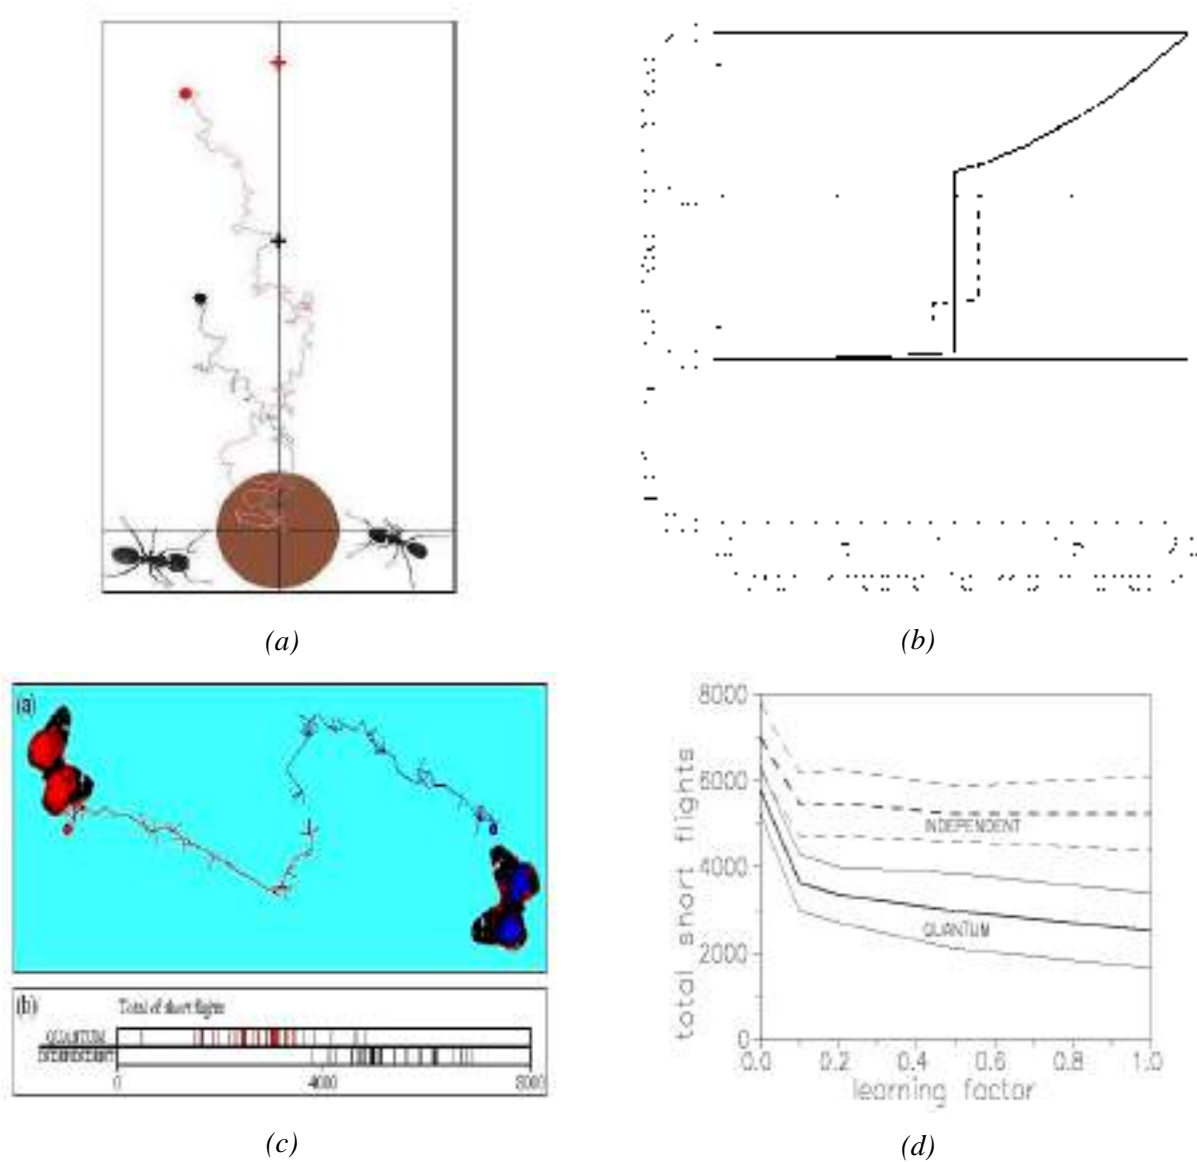 (a)
(b)
(a)
(b)
Total of short flights
QUANTUM
INDEPENDENT
0
4000
8000
(c)
total short flights
8000
6000
4000
2000
0
INDEPENDENT
QUANTUM
0.0
0.2
0.4
0.6
0.8
1.0
learning factor
(d)